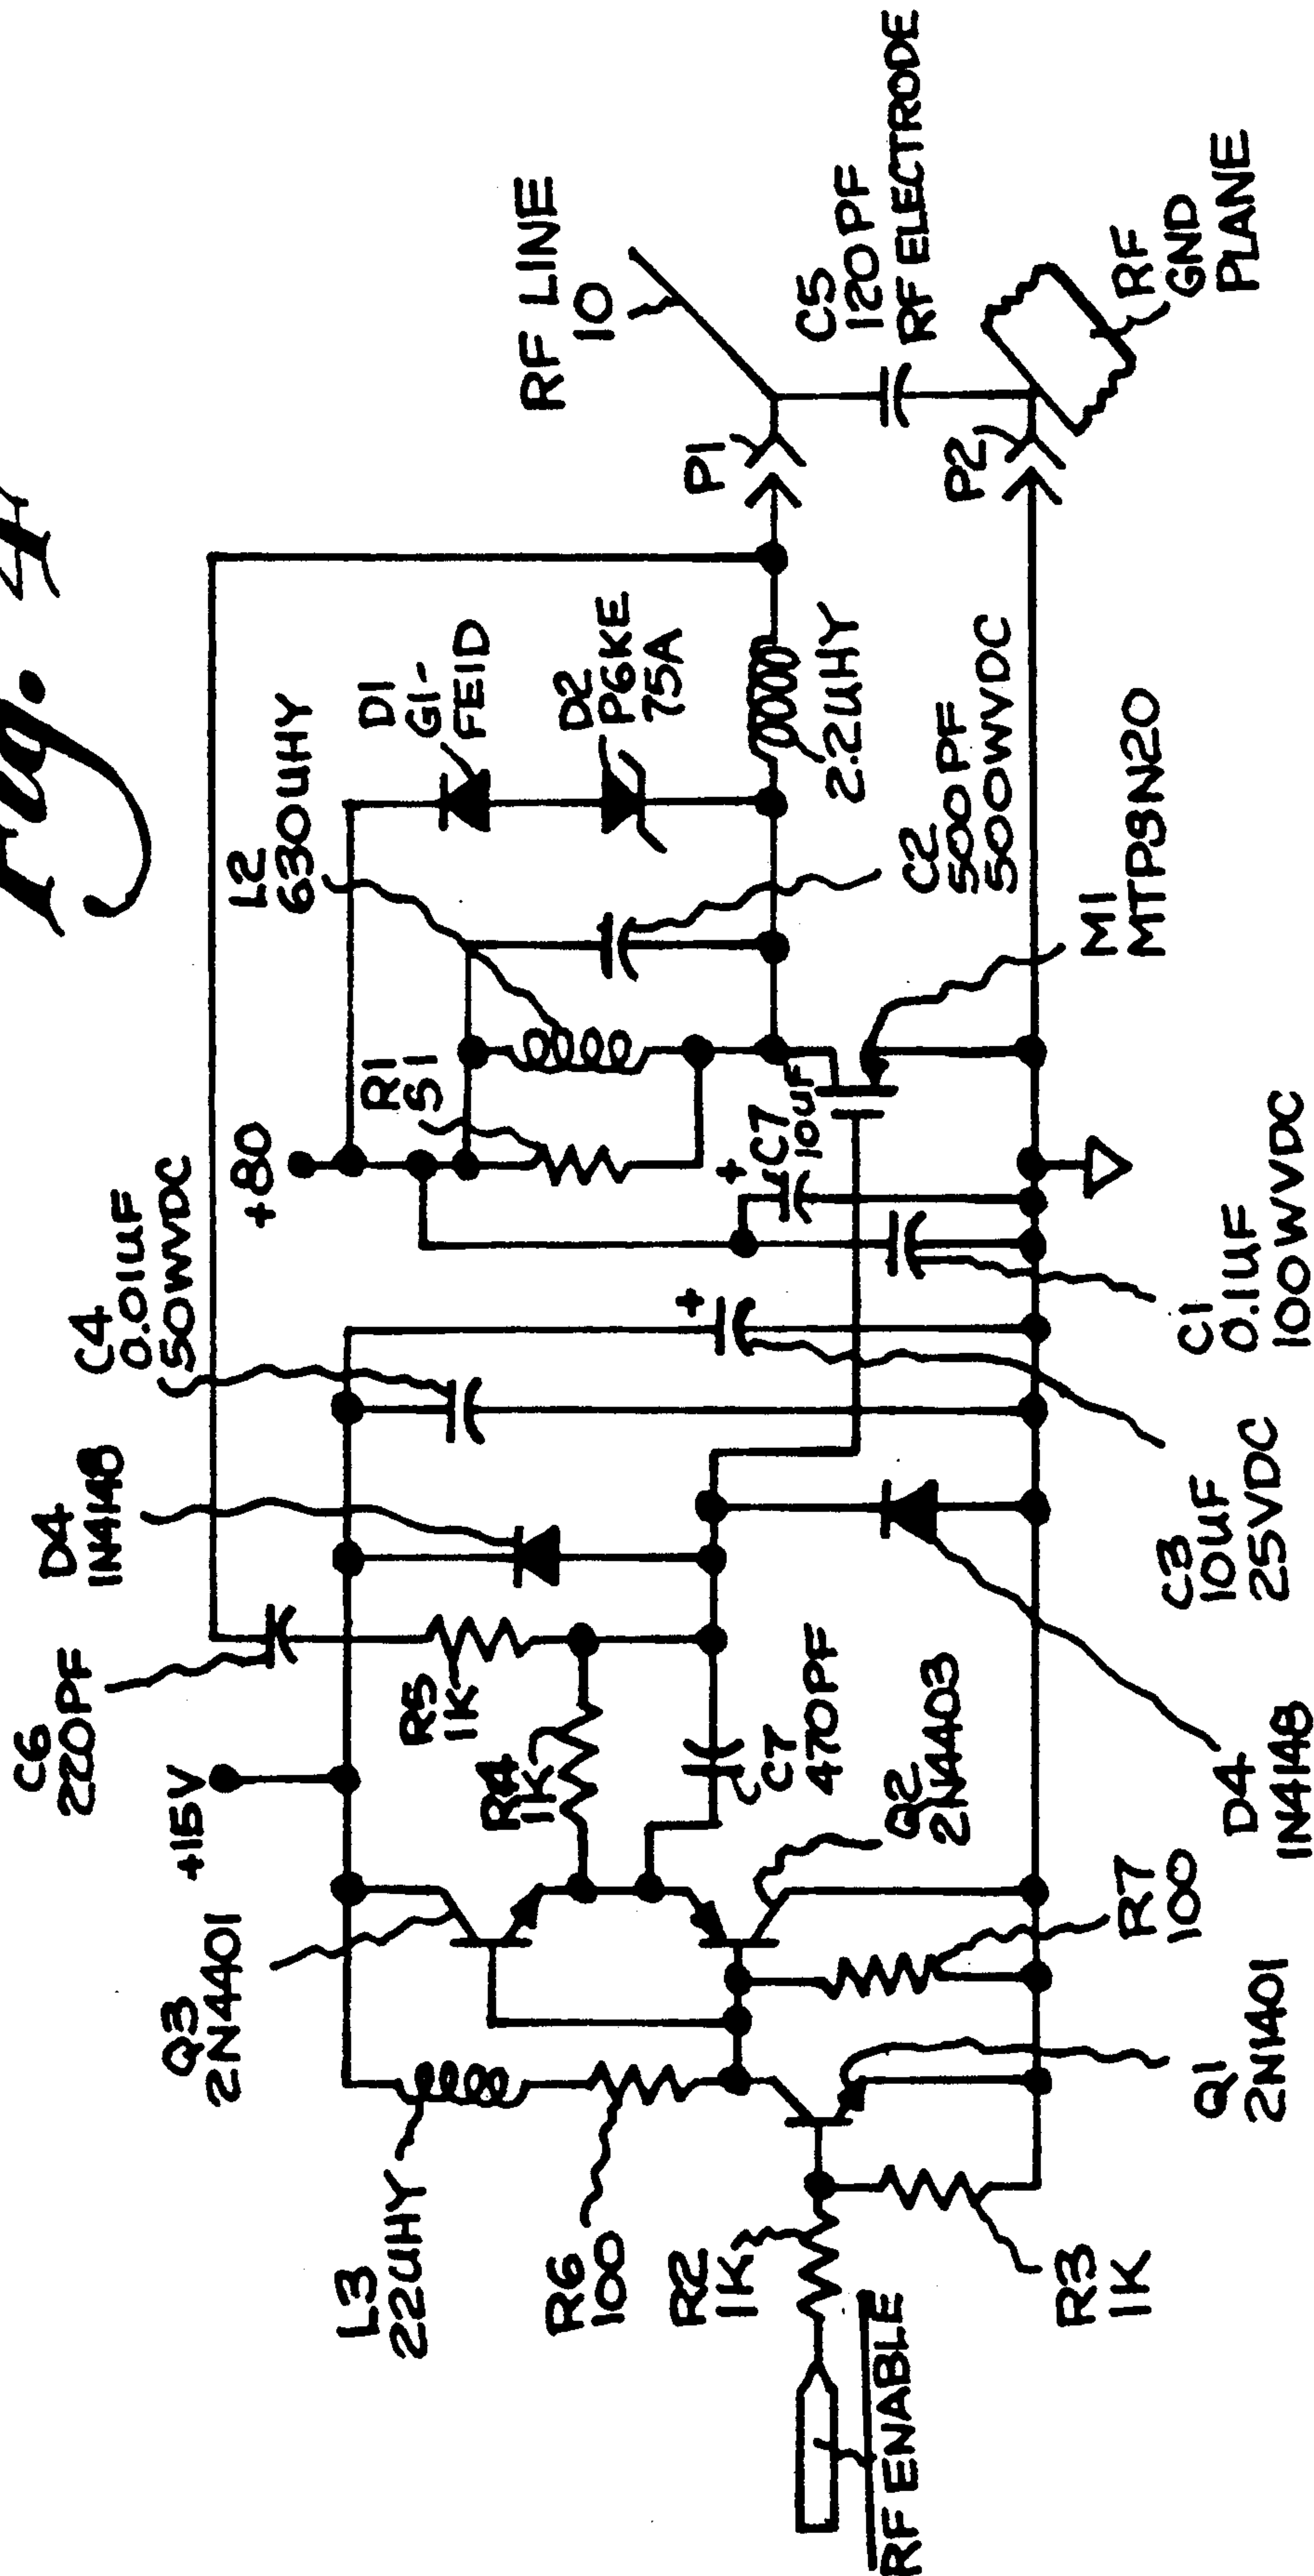 Fig. 4
C6
220PF
D4
1N4148
C4
0.01UF
50WVDC
+80
L2
630UHY
D1
G1-
FE1D
D2
P6KE
75A
RF LINE
10
+15V
R5
1K
R4
1K
C7
470PF
Q2
2N4403
Q3
2N4401
L3
22UHY
R6
100
R2
1K
RF ENABLE
R3
1K
Q1
2N1401
R7
100
D4
1N4148
C3
10UF
25VDC
C1
0.1UF
100WVDC
+
+
C7
10UF
R1
51
C2
500PF
500WVDC
M1
MTP8N20
2.2UHY
P1
P2
C5
120PF
RF ELECTRODE
RF
GND
PLANE